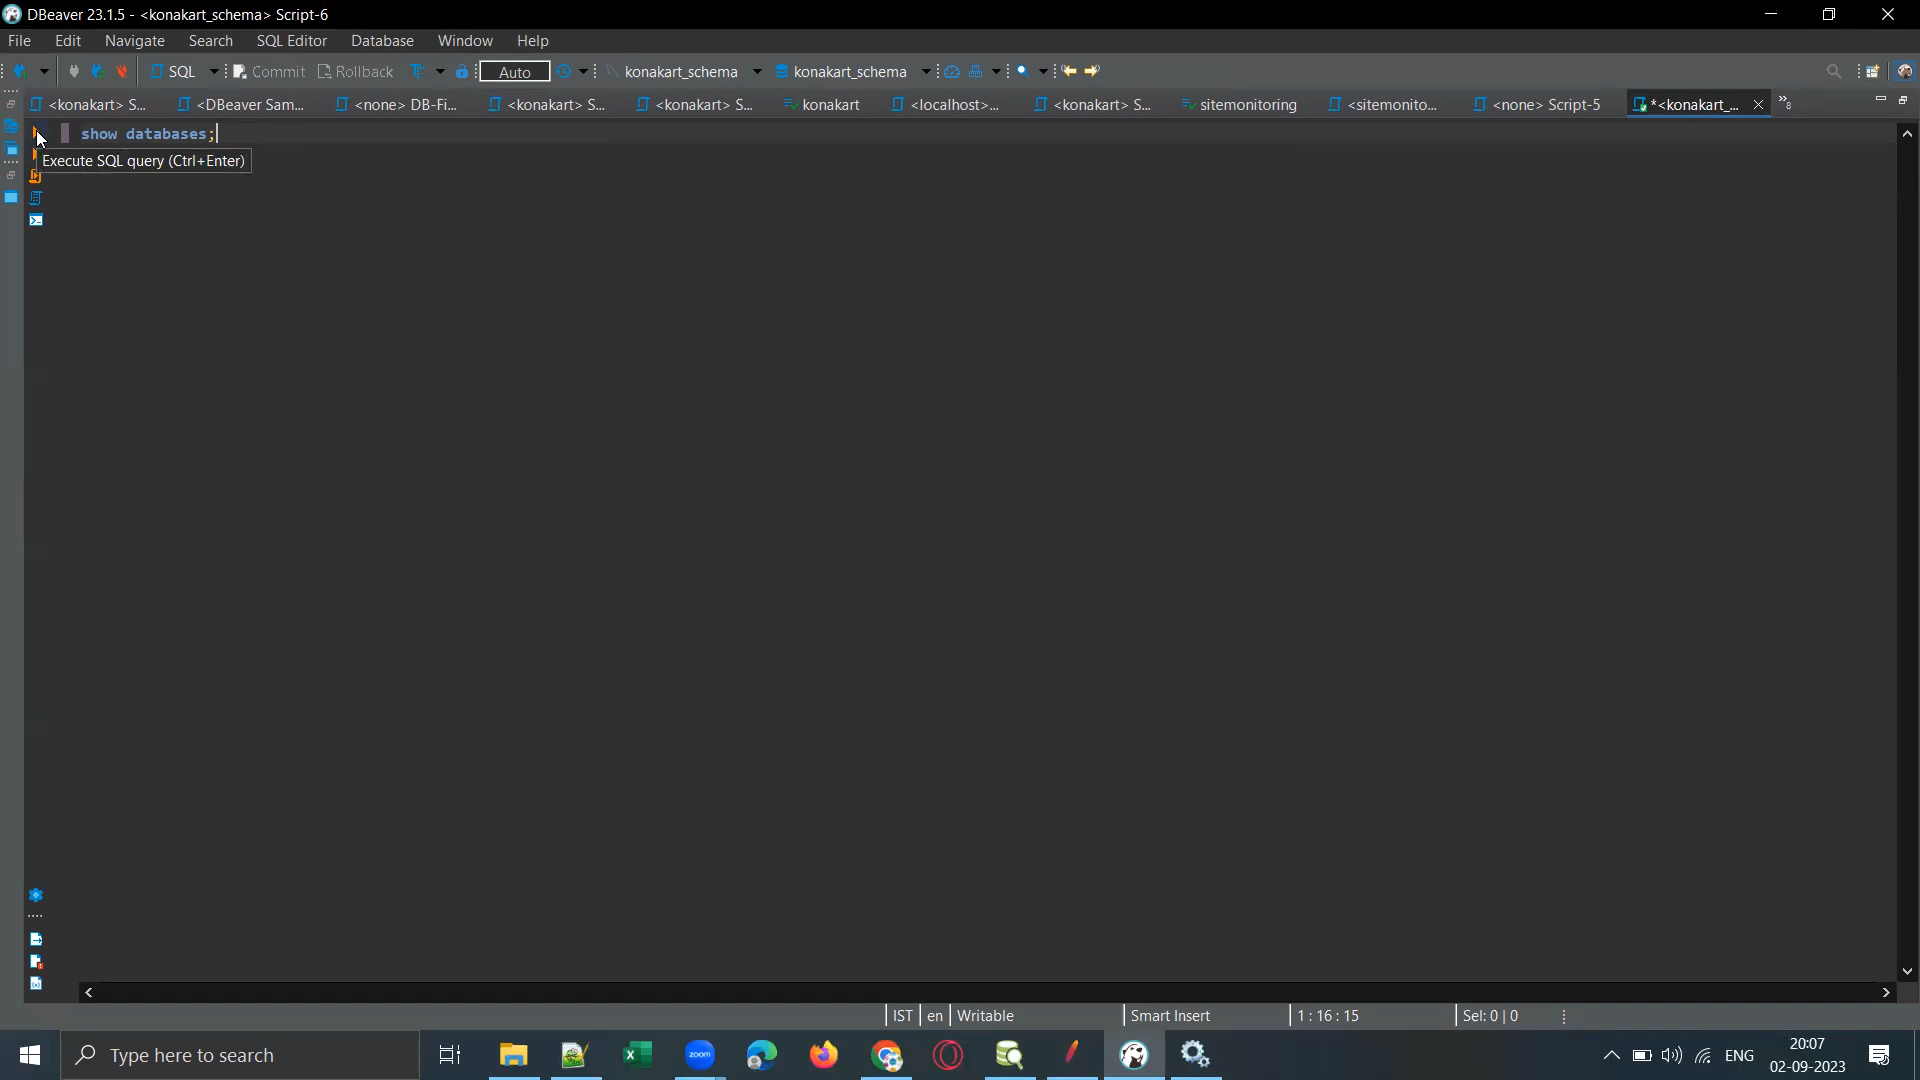 DBeaver 23.1.5 - <konakart_schema> Script-6
File Edit Navigate Search SQL Editor Database Window Help
SQL Commit Rollback Auto konakart_schema konakart_schema
<konakart> S... <DBeaver Sam... <none> DB-Fi... <konakart> S... <konakart> S... konakart <localhost>... <konakart> S... sitemonitoring <sitemonito... <none> Script-5 *<konakart_... »8
show databases;
Execute SQL query (Ctrl+Enter)
IST en Writable Smart Insert 1 : 16 : 15 Sel: 0 | 0
Type here to search
zoom
ENG
20:07
02-09-2023